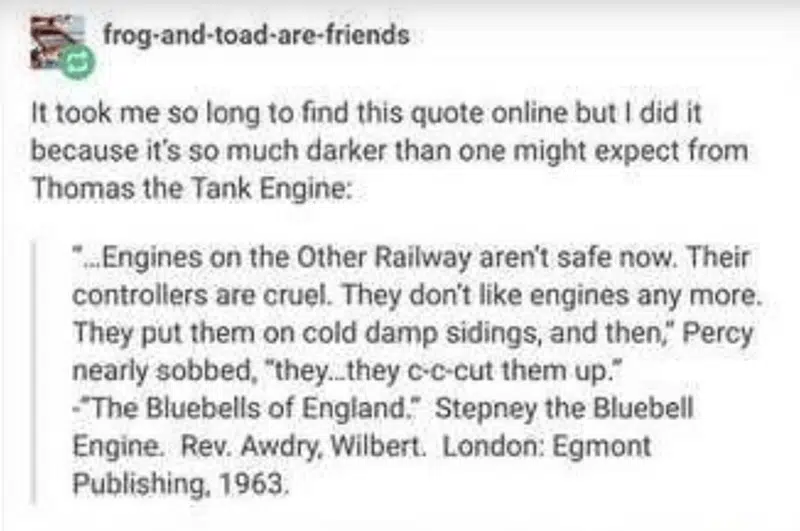 frog-and-toad-are-friends
It took me so long to find this quote online but I did it
because it's so much darker than one might expect from
Thomas the Tank Engine:
"...Engines on the Other Railway aren't safe now. Their
controllers are cruel. They don't like engines any more.
They put them on cold damp sidings, and then," Percy
nearly sobbed, "they...they c-c-cut them up."
-"The Bluebells of England." Stepney the Bluebell
Engine. Rev. Awdry, Wilbert. London: Egmont
Publishing, 1963.